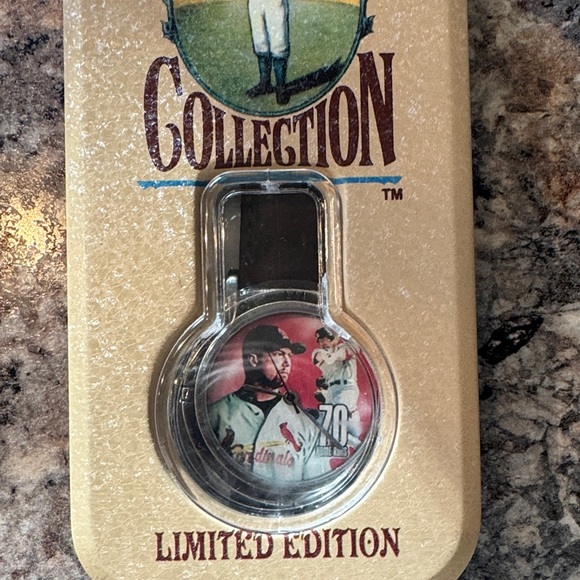 COLLECTION
TM
Cardinals
70
HOME RUNS
LIMITED EDITION